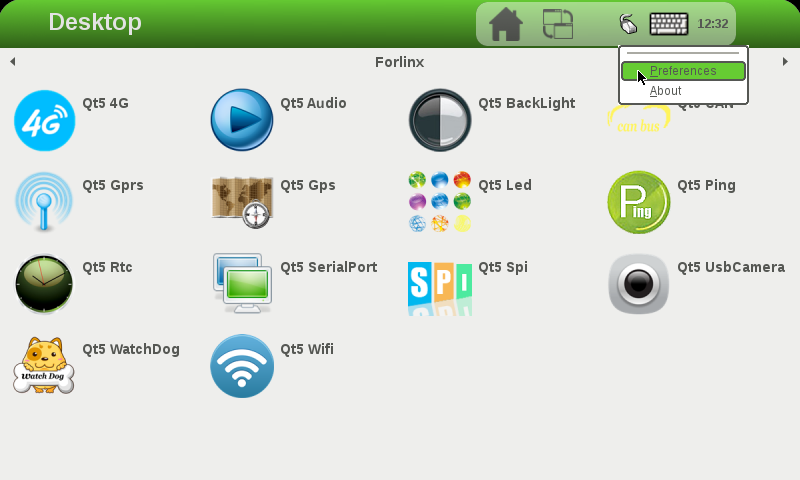 Desktop
12:32
Forlinx
Preferences
About
Qt5 4G
4G
Qt5 Audio
Qt5 BackLight
Qt5 CAN
can bus
Qt5 Gprs
Qt5 Gps
Qt5 Led
Qt5 Ping
Ping
Qt5 Rtc
Qt5 SerialPort
Qt5 Spi
SPI
Qt5 UsbCamera
Qt5 WatchDog
Watch Dog
Qt5 Wifi